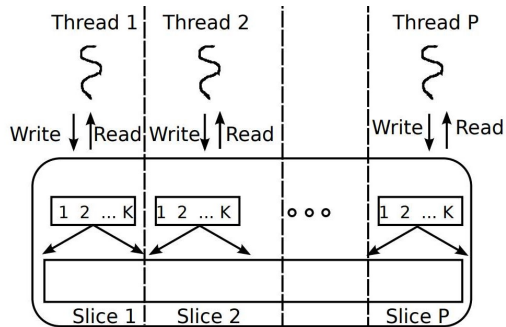 Thread 1 Thread 2 Thread P
Write Read Write Read Write Read
1 2 ... K 1 2 ... K 1 2 ... K
Slice 1 Slice 2 Slice P